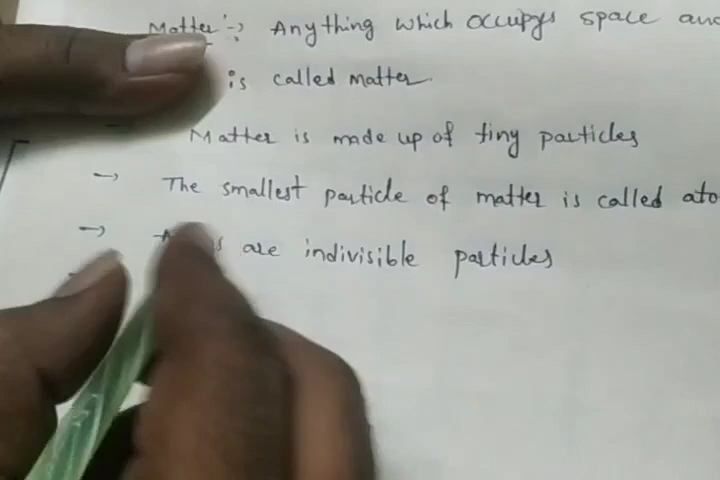 Matter :-> Anything which occupys space
is called matter.
Matter is made up of tiny particles
-> The smallest particle of matter is called
-> are indivisible particles